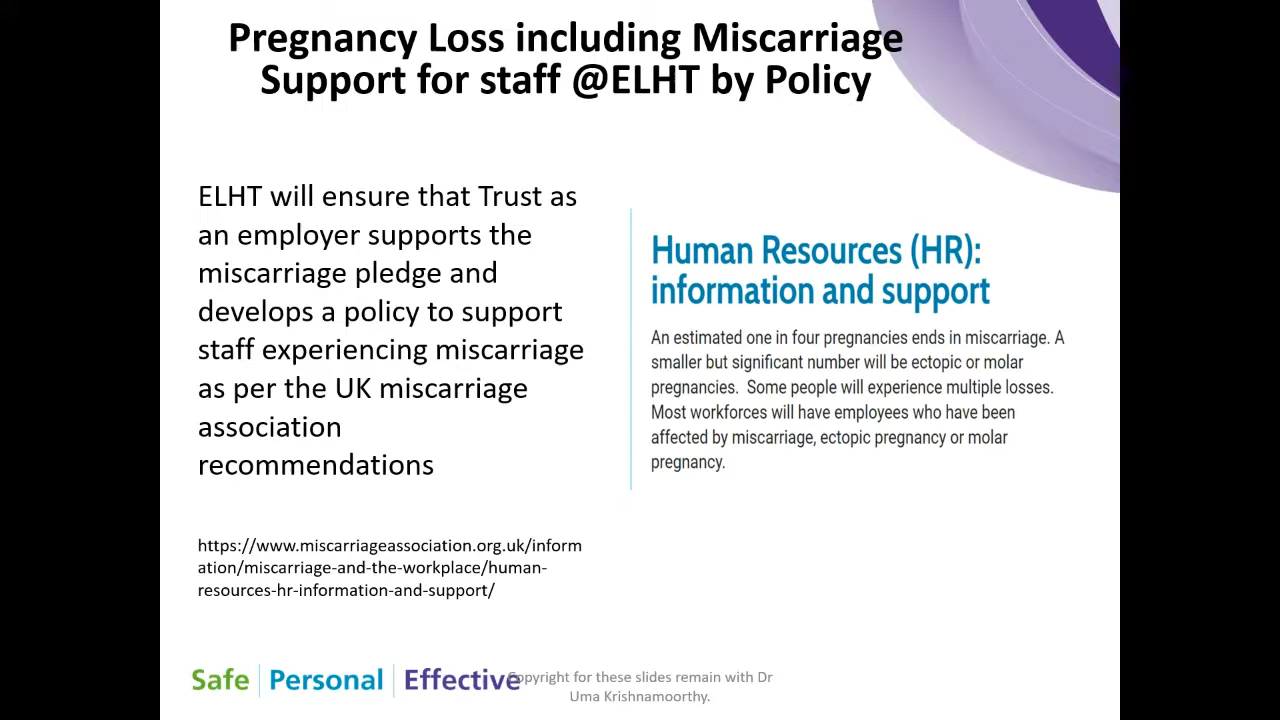 Pregnancy Loss including Miscarriage
Support for staff @ELHT by Policy
ELHT will ensure that Trust as
an employer supports the
miscarriage pledge and
develops a policy to support
staff experiencing miscarriage
as per the UK miscarriage
association
recommendations
https://www.miscarriageassociation.org.uk/inform
ation/miscarriage-and-the-workplace/human-
resources-hr-information-and-support/
Human Resources (HR):
information and support
An estimated one in four pregnancies ends in miscarriage. A
smaller but significant number will be ectopic or molar
pregnancies. Some people will experience multiple losses.
Most workforces will have employees who have been
affected by miscarriage, ectopic pregnancy or molar
pregnancy.
Safe Personal Effective
Copyright for these slides remain with Dr
Uma Krishnamoorthy.